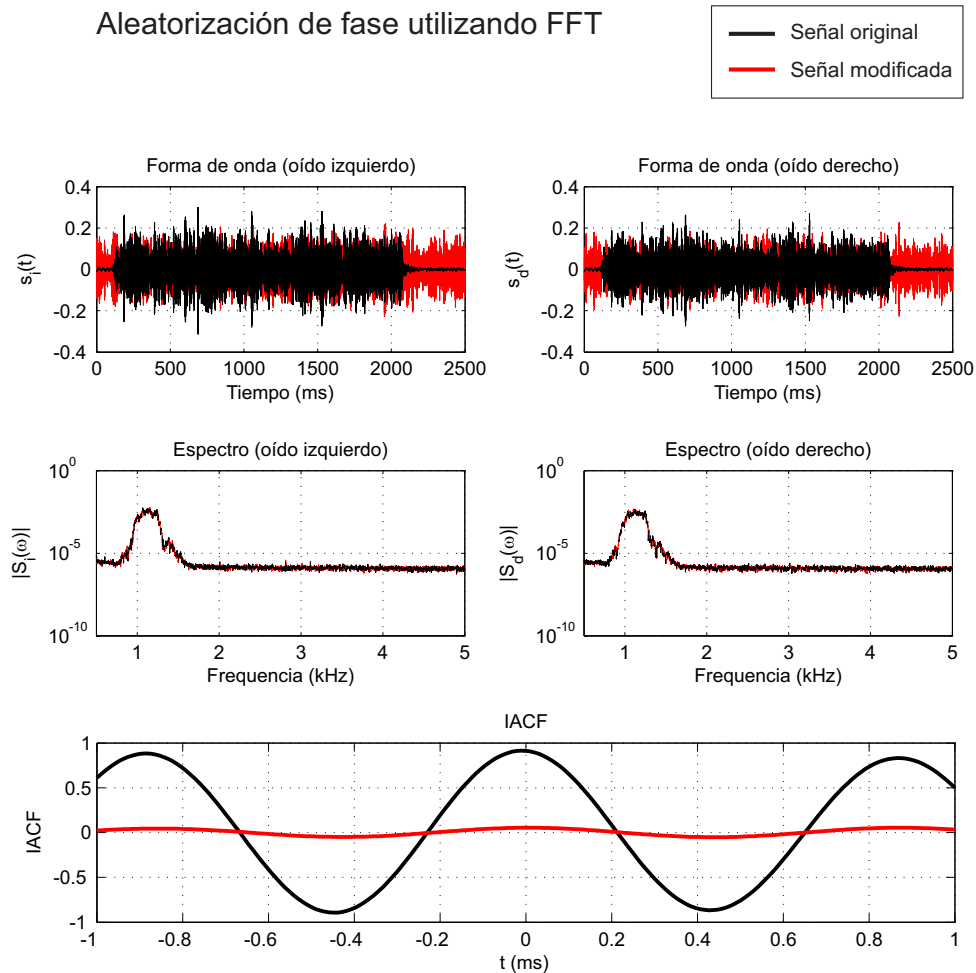 Aleatorización de fase utilizando FFT
Señal original
Señal modificada
Forma de onda (oído izquierdo)
0.4
0.2
0
-0.2
-0.4
s_i(t)
0 500 1000 1500 2000 2500
Tiempo (ms)
Forma de onda (oído derecho)
0.4
0.2
0
-0.2
-0.4
s_d(t)
0 500 1000 1500 2000 2500
Tiempo (ms)
Espectro (oído izquierdo)
10^0
10^-5
10^-10
|S_i(ω)|
1 2 3 4 5
Frequencia (kHz)
Espectro (oído derecho)
10^0
10^-5
10^-10
|S_d(ω)|
1 2 3 4 5
Frequencia (kHz)
IACF
1
0.5
0
-0.5
-1
IACF
-1 -0.8 -0.6 -0.4 -0.2 0 0.2 0.4 0.6 0.8 1
t (ms)